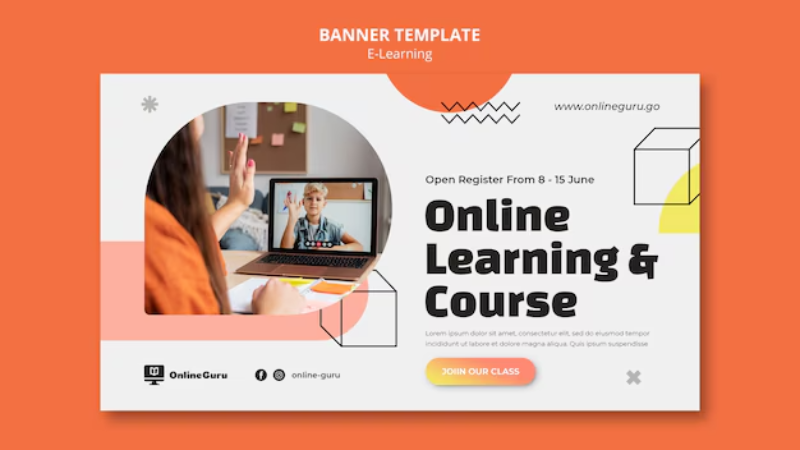 BANNER TEMPLATE
E-Learning
www.onlineguru.go
Open Register From 8 - 15 June
Online
Learning &
Course
Lorem ipsum dolor sit amet, consectetur-elit, sed do eiusmod tempor
incididunt ut labore et dolore magna aliqua. Quis ipsum suspendisse
JOIIN OUR CLASS
OnlineGuru
online-guru